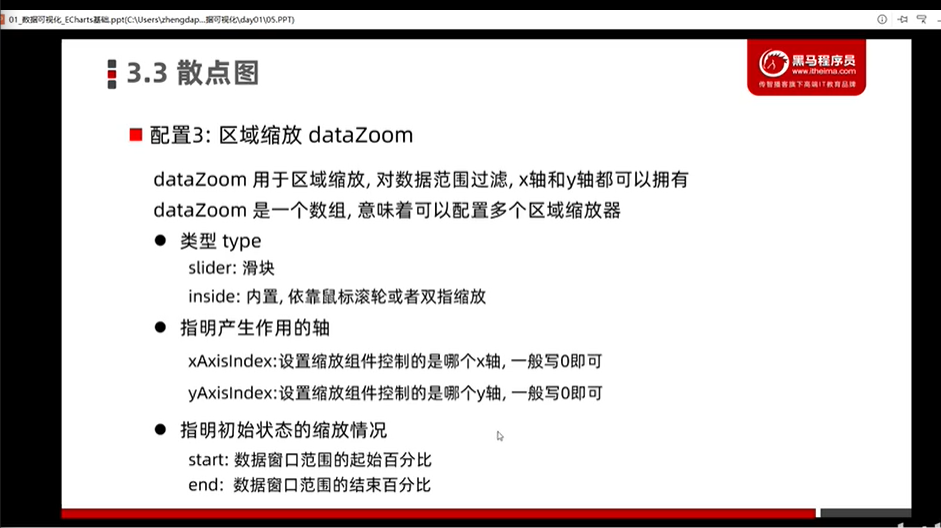 01_数据可视化_ECharts基础.ppt(C:\Users\zhengdap...据可视化\day01\05.PPT)
3.3 散点图
黑马程序员
www.itheima.com
传智播客旗下高端IT教育品牌
配置3: 区域缩放 dataZoom
dataZoom 用于区域缩放, 对数据范围过滤, x轴和y轴都可以拥有
dataZoom 是一个数组, 意味着可以配置多个区域缩放器
● 类型 type
slider: 滑块
inside: 内置, 依靠鼠标滚轮或者双指缩放
● 指明产生作用的轴
xAxisIndex:设置缩放组件控制的是哪个x轴, 一般写0即可
yAxisIndex:设置缩放组件控制的是哪个y轴, 一般写0即可
● 指明初始状态的缩放情况
start: 数据窗口范围的起始百分比
end: 数据窗口范围的结束百分比